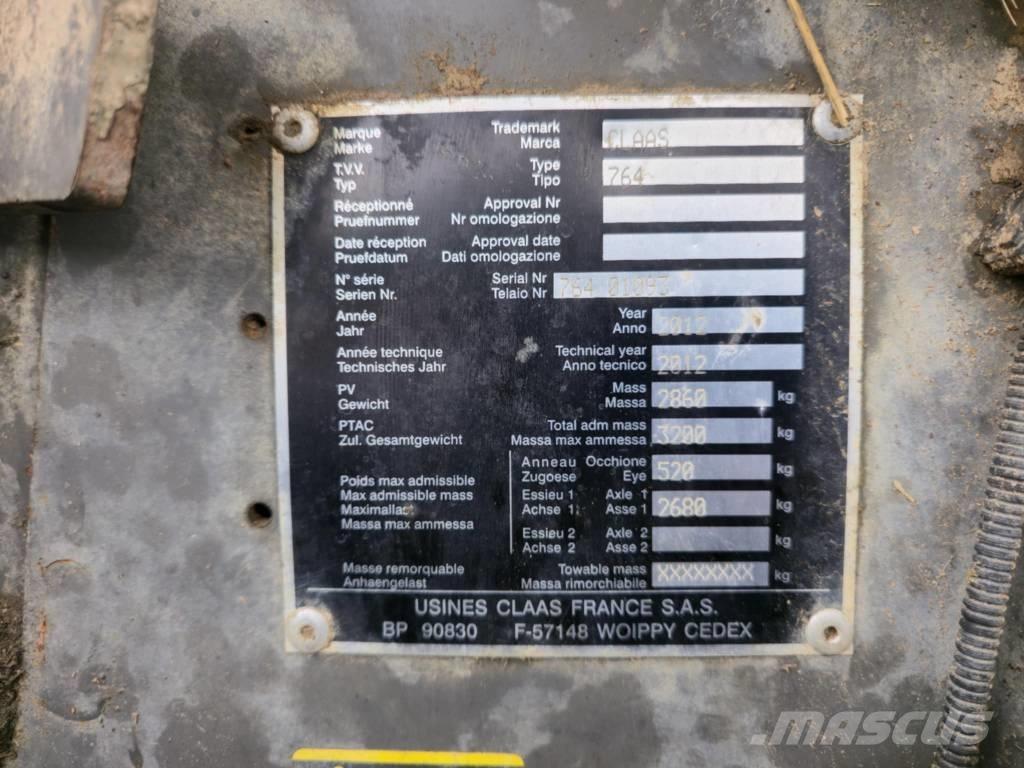 Marque Trademark CLAAS
Marke Marca
T.V.V. Type 764
Typ Tipo
Réceptionné Approval Nr
Pruefnummer Nr omologazione
Date réception Approval date
Pruefdatum Dati omologazione
N° série Serial Nr 764 01093
Serien Nr. Telaio Nr
Année Year 2012
Jahr Anno
Année technique Technical year 2012
Technisches Jahr Anno tecnico
PV Mass 2860 kg
Gewicht Massa
PTAC Total adm mass 3200 kg
Zul. Gesamtgewicht Massa max ammessa
Poids max admissible
Max admissible mass
Maximallast
Massa max ammessa
Anneau Occhione 520 kg
Zugoese Eye
Essieu 1 Axle 1 2680 kg
Achse 1 Asse 1
Essieu 2 Axle 2 kg
Achse 2 Asse 2
Masse remorquable Towable mass XXXXXXXX kg
Anhaengelast Massa rimorchiabile
USINES CLAAS FRANCE S.A.S.
BP 90830 F-57148 WOIPPY CEDEX
MASCUS